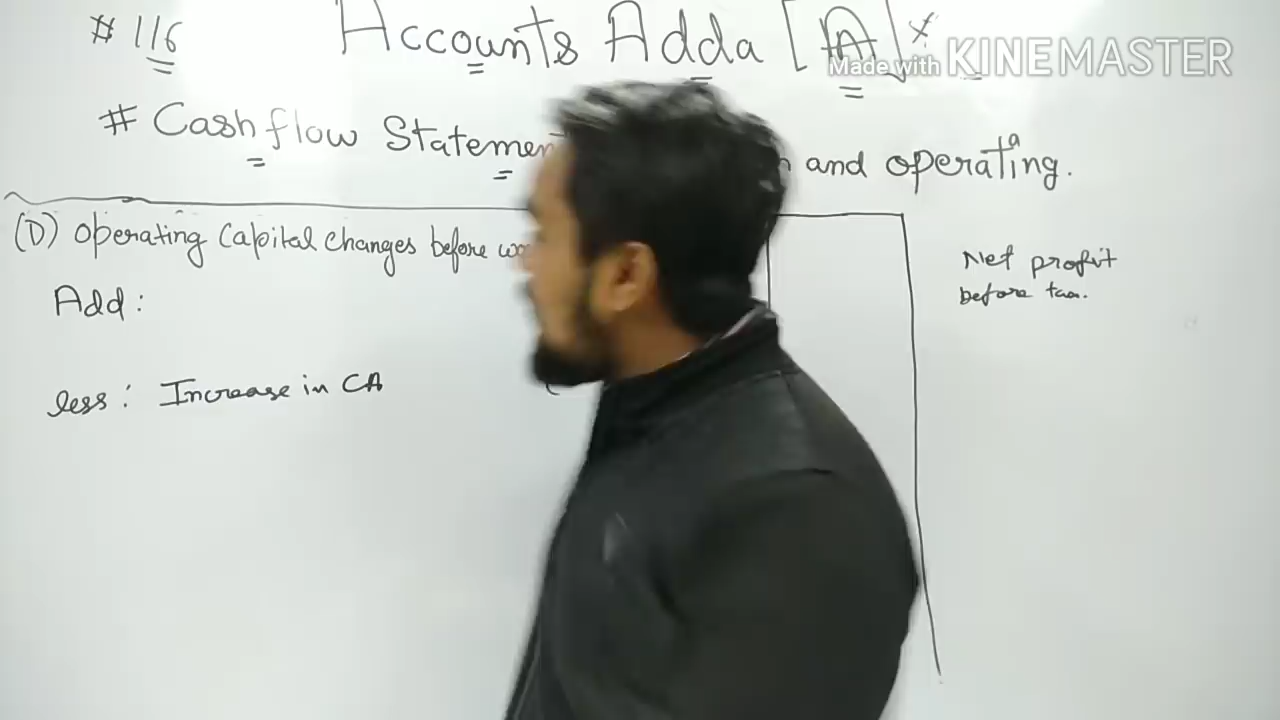 # 116 Accounts Adda [A]*
Made with KINEMASTER
# Cash flow Statement and operating.
(D) Operating Capital Changes before
Add:
less: Increase in CA
Net profit
before tax.